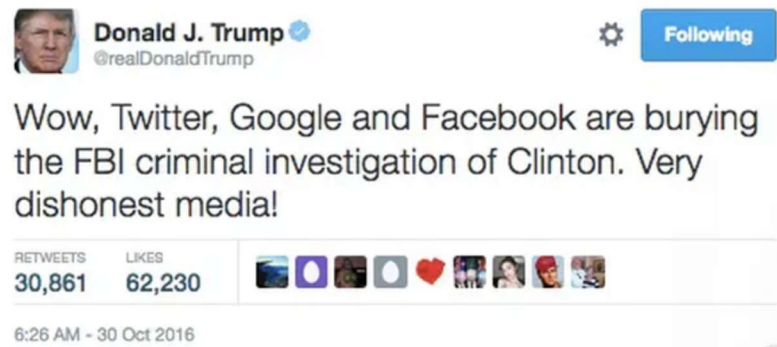 Donald J. Trump
@realDonaldTrump
Following
Wow, Twitter, Google and Facebook are burying
the FBI criminal investigation of Clinton. Very
dishonest media!
RETWEETS LIKES
30,861 62,230
6:26 AM - 30 Oct 2016